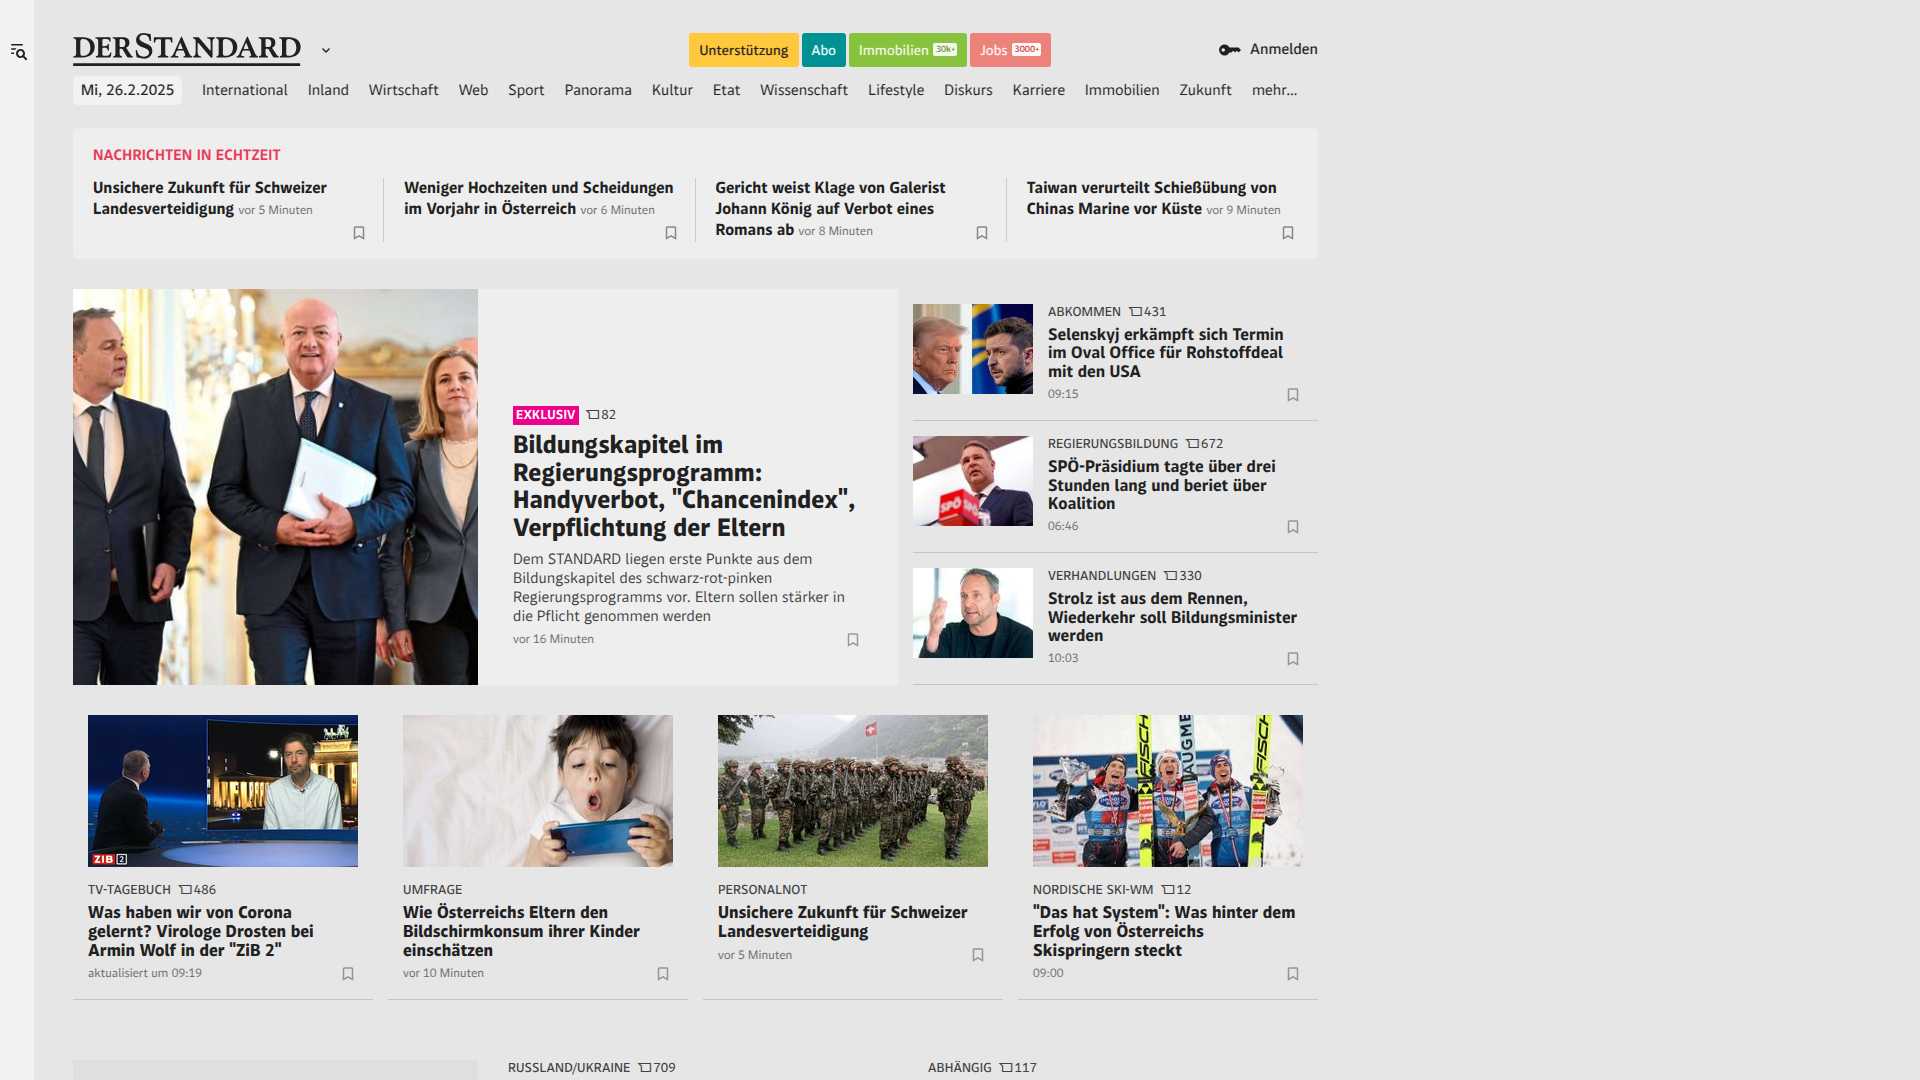 DERSTANDARD
Unterstützung Abo Immobilien 30k+ Jobs 3000+
Anmelden
Mi, 26.2.2025 International Inland Wirtschaft Web Sport Panorama Kultur Etat Wissenschaft Lifestyle Diskurs Karriere Immobilien Zukunft mehr...
NACHRICHTEN IN ECHTZEIT
Unsichere Zukunft für Schweizer
Landesverteidigung vor 5 Minuten
Weniger Hochzeiten und Scheidungen
im Vorjahr in Österreich vor 6 Minuten
Gericht weist Klage von Galerist
Johann König auf Verbot eines
Romans ab vor 8 Minuten
Taiwan verurteilt Schießübung von
Chinas Marine vor Küste vor 9 Minuten
EXKLUSIV 82
Bildungskapitel im
Regierungsprogramm:
Handyverbot, "Chancenindex",
Verpflichtung der Eltern
Dem STANDARD liegen erste Punkte aus dem
Bildungskapitel des schwarz-rot-pinken
Regierungsprogramms vor. Eltern sollen stärker in
die Pflicht genommen werden
vor 16 Minuten
ABKOMMEN 431
Selenskyj erkämpft sich Termin
im Oval Office für Rohstoffdeal
mit den USA
09:15
SPÖ
REGIERUNGSBILDUNG 672
SPÖ-Präsidium tagte über drei
Stunden lang und beriet über
Koalition
06:46
VERHANDLUNGEN 330
Strolz ist aus dem Rennen,
Wiederkehr soll Bildungsminister
werden
10:03
ZIB 2
TV-TAGEBUCH 486
Was haben wir von Corona
gelernt? Virologe Drosten bei
Armin Wolf in der "ZiB 2"
aktualisiert um 09:19
UMFRAGE
Wie Österreichs Eltern den
Bildschirmkonsum ihrer Kinder
einschätzen
vor 10 Minuten
PERSONALNOT
Unsichere Zukunft für Schweizer
Landesverteidigung
vor 5 Minuten
FISCHER
AUGME
FISCH
NORDISCHE SKI-WM 12
"Das hat System": Was hinter dem
Erfolg von Österreichs
Skispringern steckt
09:00
RUSSLAND/UKRAINE 709
ABHÄNGIG 117